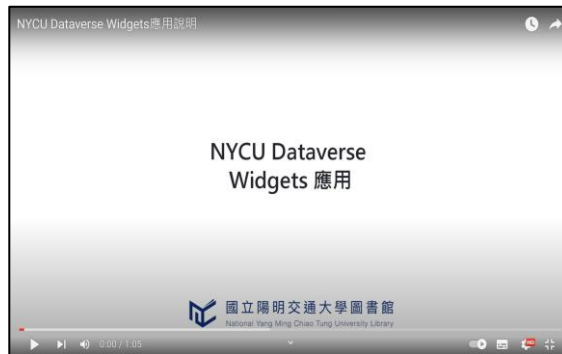 NYCU Dataverse Widgets應用說明
NYCU Dataverse
Widgets 應用
國立陽明交通大學圖書館
National Yang Ming Chiao Tung University Library
0:00 / 1:05
HD